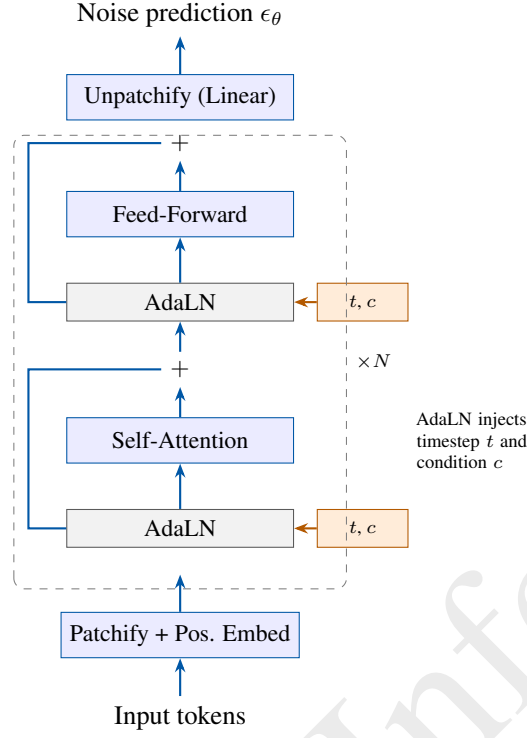 Noise prediction ϵθ
Unpatchify (Linear)
+
Feed-Forward
AdaLN
t, c
× N
+
Self-Attention
AdaLN injects
timestep t and
condition c
AdaLN
t, c
Patchify + Pos. Embed
Input tokens